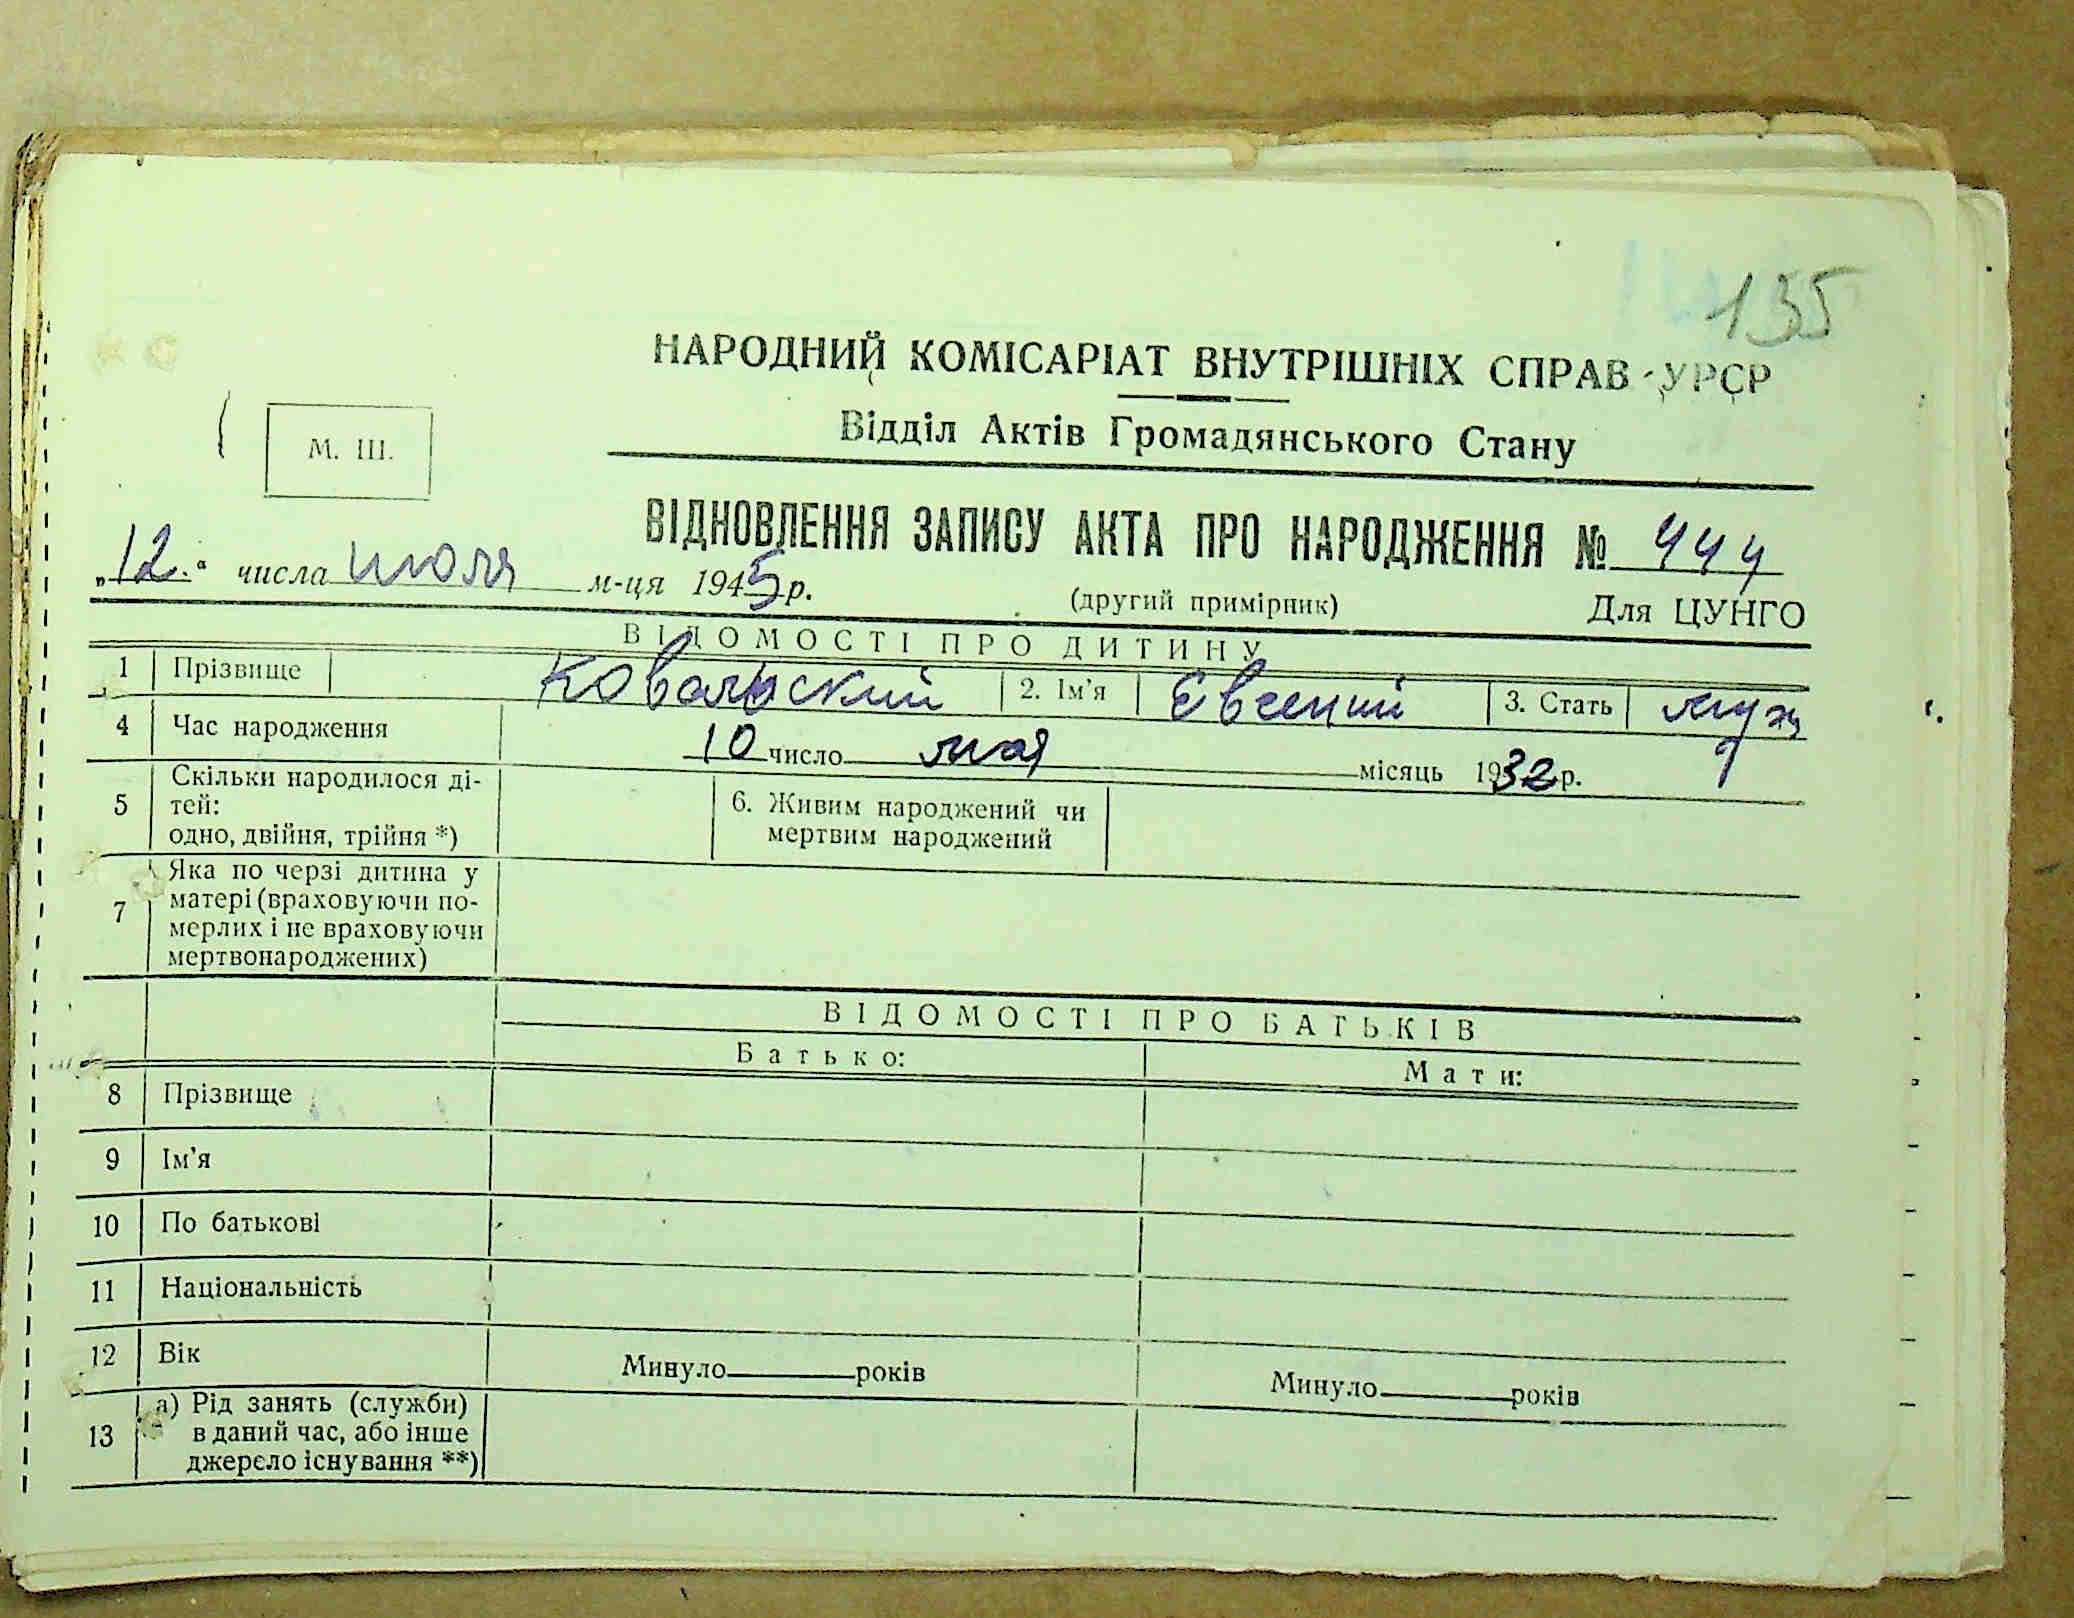 135
НАРОДНИЙ КОМІСАРІАТ ВНУТРІШНІХ СПРАВ УРСР
Відділ Актів Громадянського Стану
М. Ш.
ВІДНОВЛЕННЯ ЗАПИСУ АКТА ПРО НАРОДЖЕННЯ № 444
„12." числа июля м-ця 1945 р.
(другий примірник) Для ЦУНГО
ВІДОМОСТІ ПРО ДИТИНУ
1 Прізвище Ковальский 2. Ім'я Евгений 3. Стать муж
4 Час народження 10 число мая місяць 1932 р.
5 Скільки народилося ді-
тей:
одно, двійня, трійня *)
6. Живим народжений чи
мертвим народжений
7 Яка по черзі дитина у
матері (враховуючи по-
мерлих і не враховуючи
мертвонароджених)
ВІДОМОСТІ ПРО БАТЬКІВ
Батько: Мати:
8 Прізвище
9 Ім'я
10 По батькові
11 Національність
12 Вік Минуло років Минуло років
13 а) Рід занять (служби)
в даний час, або інше
джерело існування **)